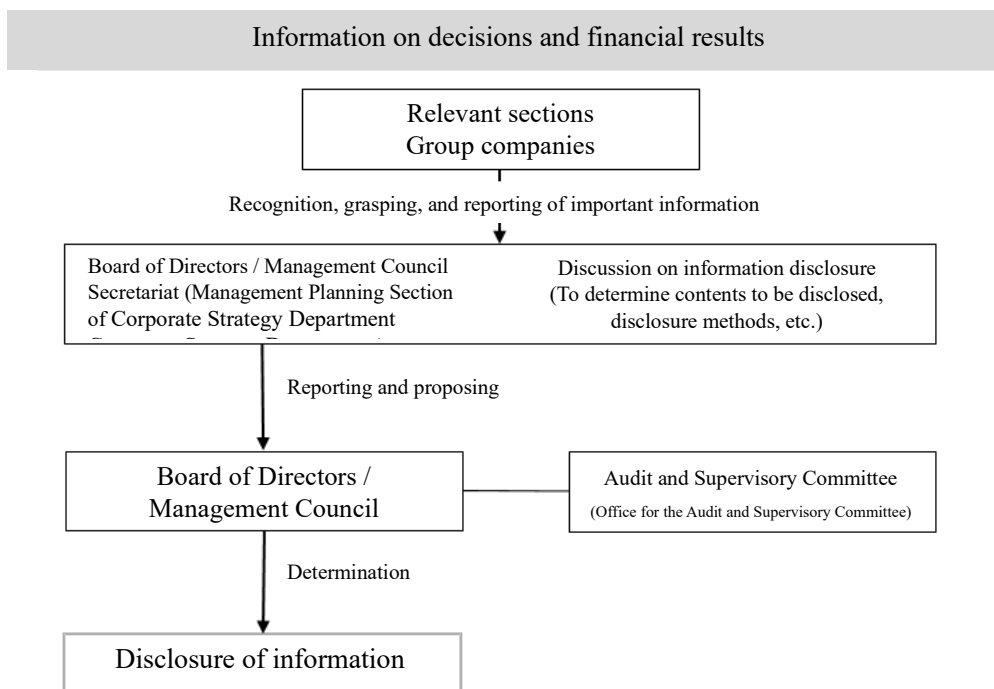 Information on decisions and financial results
Relevant sections
Group companies
Recognition, grasping, and reporting of important information
Board of Directors / Management Council
Secretariat (Management Planning Section
of Corporate Strategy Department
Discussion on information disclosure
(To determine contents to be disclosed,
disclosure methods, etc.)
Reporting and proposing
Board of Directors /
Management Council
Audit and Supervisory Committee
(Office for the Audit and Supervisory Committee)
Determination
Disclosure of information